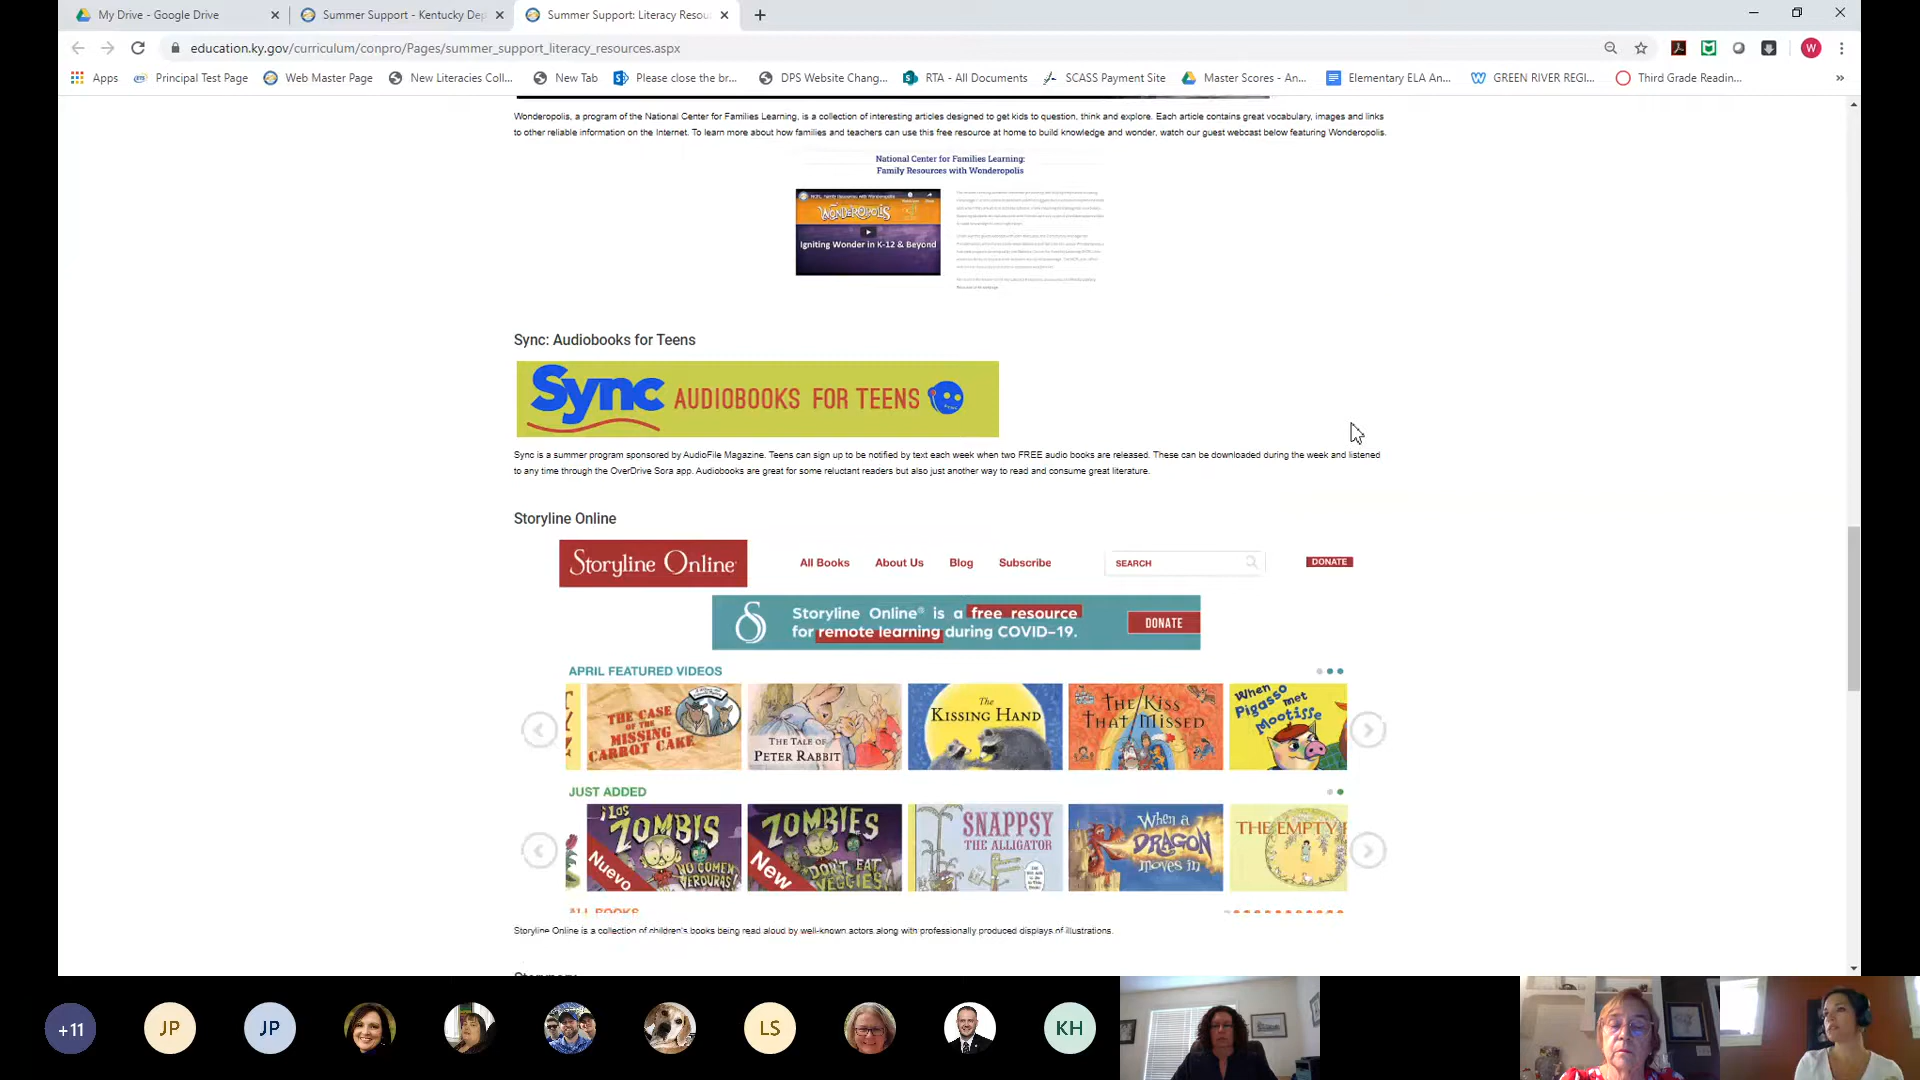 My Drive - Google Drive
Summer Support - Kentucky Dep
Summer Support: Literacy Resou
education.ky.gov/curriculum/conpro/Pages/summer_support_literacy_resources.aspx
W
Apps
Principal Test Page
Web Master Page
New Literacies Coll...
New Tab
Please close the br...
DPS Website Chang...
RTA - All Documents
SCASS Payment Site
Master Scores - An...
Elementary ELA An...
GREEN RIVER REGI...
Third Grade Readin...
Wonderopolis, a program of the National Center for Families Learning, is a collection of interesting articles designed to get kids to question, think and explore. Each article contains great vocabulary, images and links
to other reliable information on the Internet. To learn more about how families and teachers can use this free resource at home to build knowledge and wonder, watch our guest webcast below featuring Wonderopolis.
National Center for Families Learning:
Family Resources with Wonderopolis
WONDEROPOLIS
Igniting Wonder in K-12 & Beyond
Sync: Audiobooks for Teens
Sync AUDIOBOOKS FOR TEENS
Sync is a summer program sponsored by AudioFile Magazine. Teens can sign up to be notified by text each week when two FREE audio books are released. These can be downloaded during the week and listened
to any time through the OverDrive Sora app. Audiobooks are great for some reluctant readers but also just another way to read and consume great literature.
Storyline Online
Storyline Online
All Books
About Us
Blog
Subscribe
SEARCH
DONATE
Storyline Online® is a free resource
for remote learning during COVID-19.
DONATE
APRIL FEATURED VIDEOS
THE CASE
OF THE
MISSING
CARROT CAKE
THE TALE OF
PETER RABBIT
The
KISSING HAND
THE KISS
THAT MISSED
When
Pigasso
met
Mootisse
JUST ADDED
¡Los
ZOMBIS
NO COMEN
VERDURAS!
Nuevo
ZOMBIES
DON'T EAT
VEGGIES!
New
SNAPPSY
THE ALLIGATOR
When a
DRAGON
moves in
THE EMPTY
ALL BOOKS
Storyline Online is a collection of children's books being read aloud by well-known actors along with professionally produced displays of illustrations.
+11
JP
JP
LS
KH